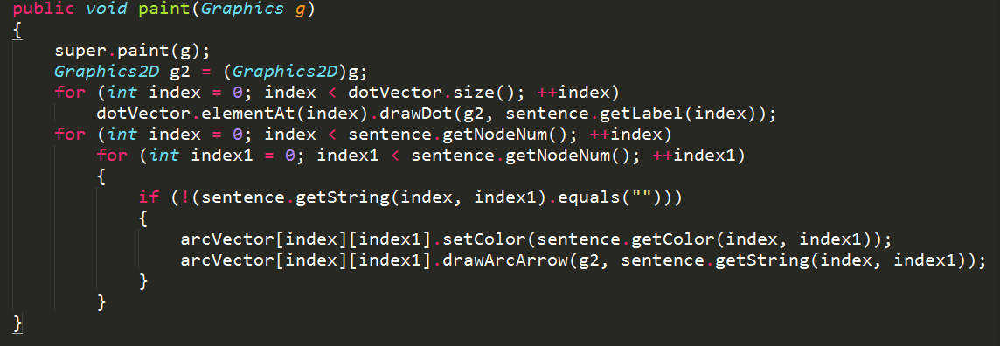 public void paint(Graphics g)
{
    super.paint(g);
    Graphics2D g2 = (Graphics2D)g;
    for (int index = 0; index < dotVector.size(); ++index)
        dotVector.elementAt(index).drawDot(g2, sentence.getLabel(index));
    for (int index = 0; index < sentence.getNodeNum(); ++index)
        for (int index1 = 0; index1 < sentence.getNodeNum(); ++index1)
        {
            if (!(sentence.getString(index, index1).equals("")))
            {
                arcVector[index][index1].setColor(sentence.getColor(index, index1));
                arcVector[index][index1].drawArcArrow(g2, sentence.getString(index, index1));
            }
        }
}